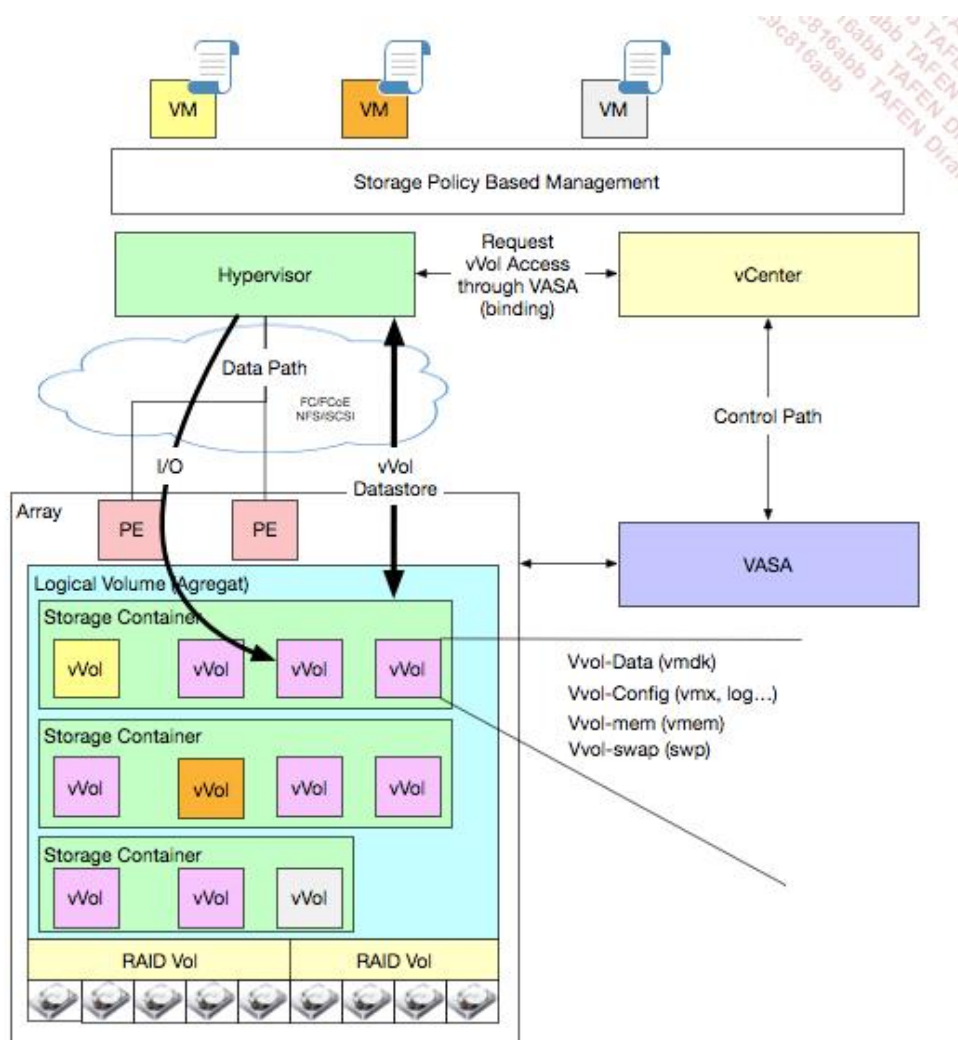 VM
VM
VM
Storage Policy Based Management
Hypervisor
Request
vVol Access
through VASA
(binding)
vCenter
Data Path
FC/FCoE
NFS/iSCSI
Control Path
I/O
vVol
Datastore
Array
PE
PE
VASA
Logical Volume (Agregat)
Storage Container
vVol
vVol
vVol
vVol
Vvol-Data (vmdk)
Vvol-Config (vmx, log…)
Vvol-mem (vmem)
Vvol-swap (swp)
Storage Container
vVol
vVol
vVol
vVol
Storage Container
vVol
vVol
vVol
RAID Vol
RAID Vol